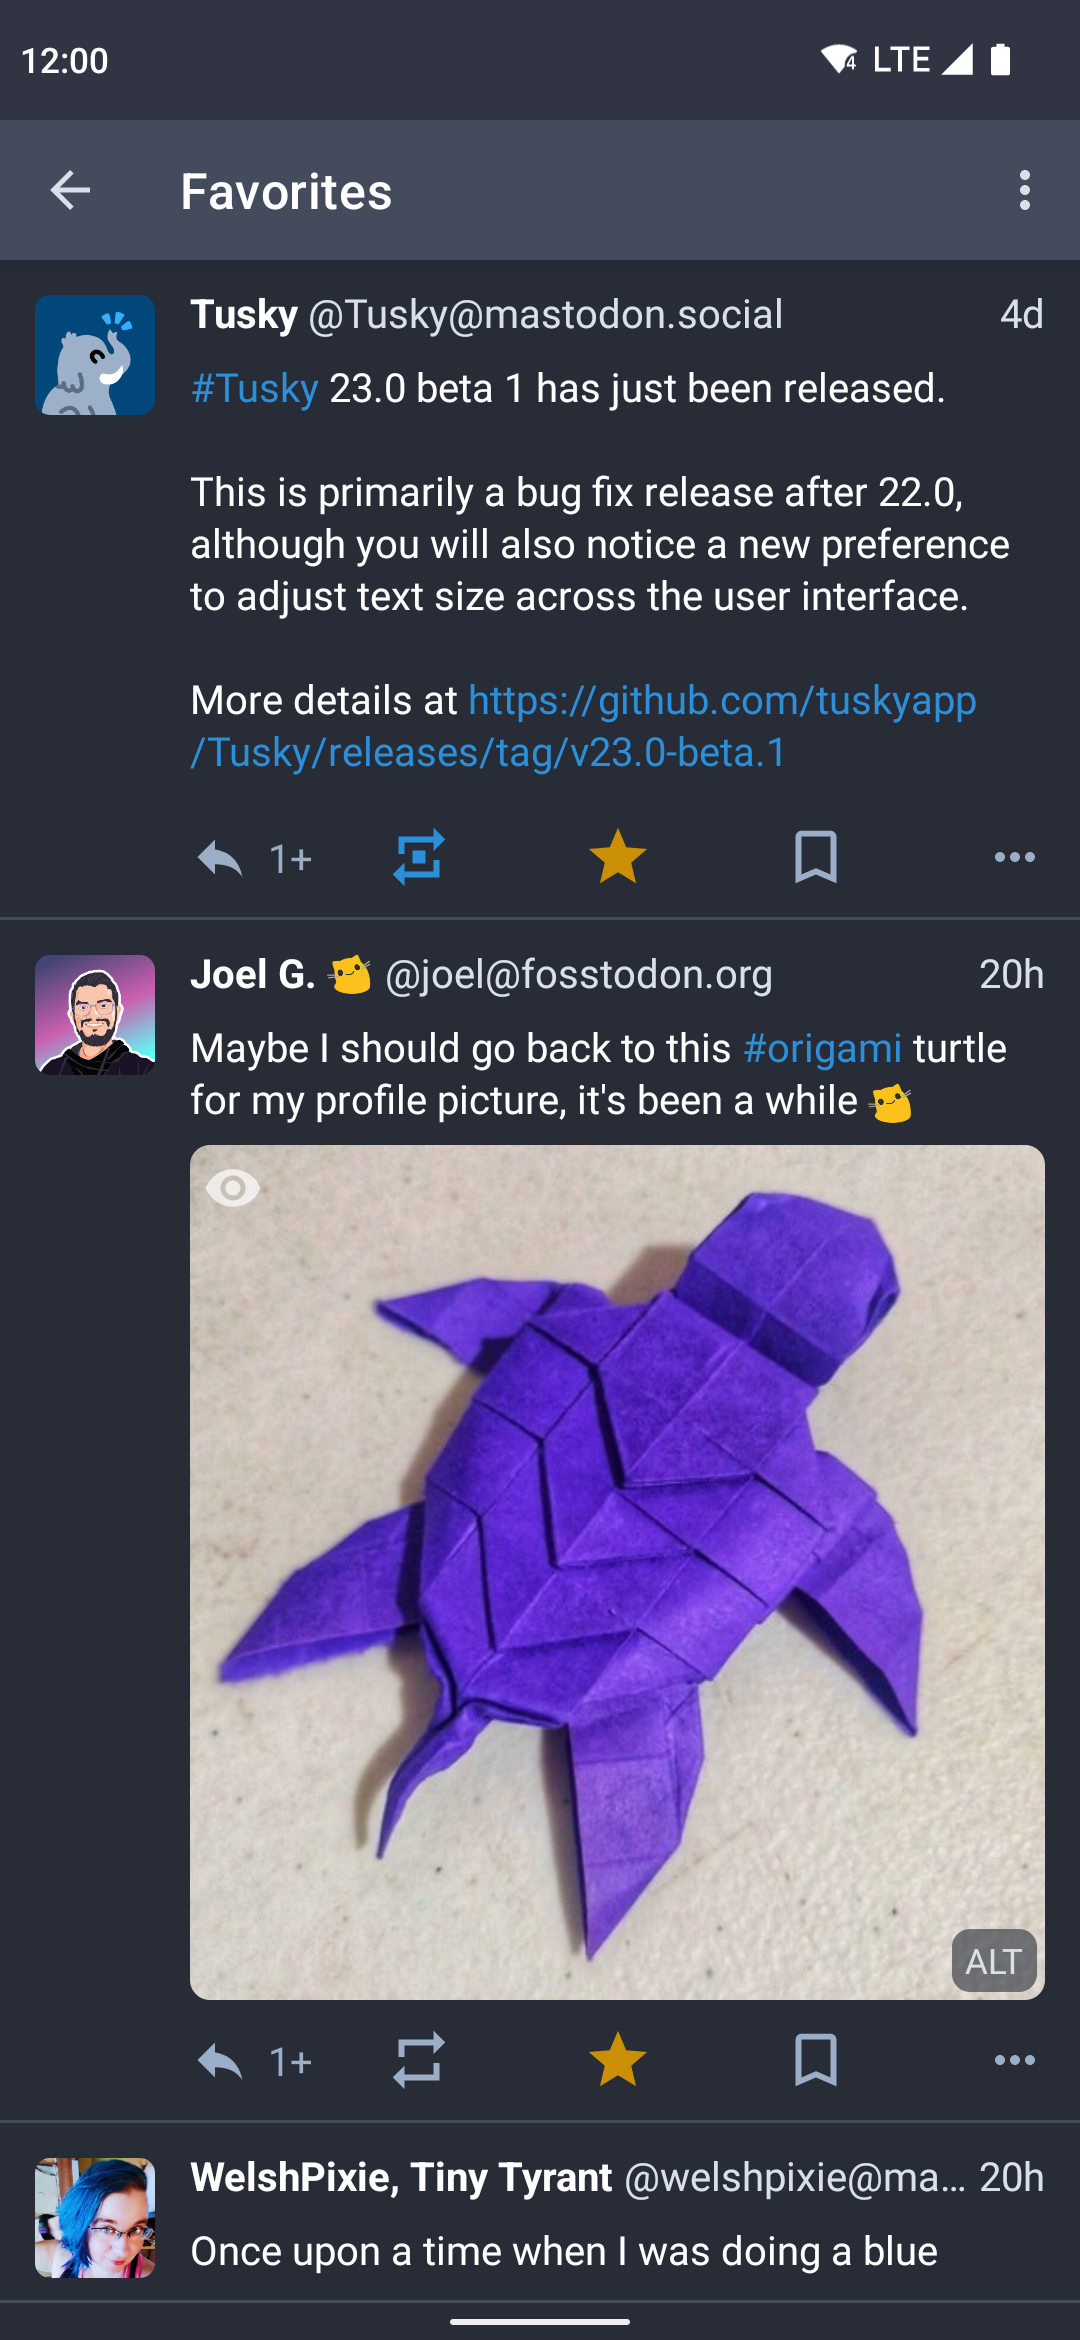 12:00
4 LTE
Favorites
Tusky @Tusky@mastodon.social 4d
#Tusky 23.0 beta 1 has just been released.
This is primarily a bug fix release after 22.0,
although you will also notice a new preference
to adjust text size across the user interface.
More details at https://github.com/tuskyapp
/Tusky/releases/tag/v23.0-beta.1
1+
Joel G. @joel@fosstodon.org 20h
Maybe I should go back to this #origami turtle
for my profile picture, it's been a while
ALT
1+
WelshPixie, Tiny Tyrant @welshpixie@ma… 20h
Once upon a time when I was doing a blue